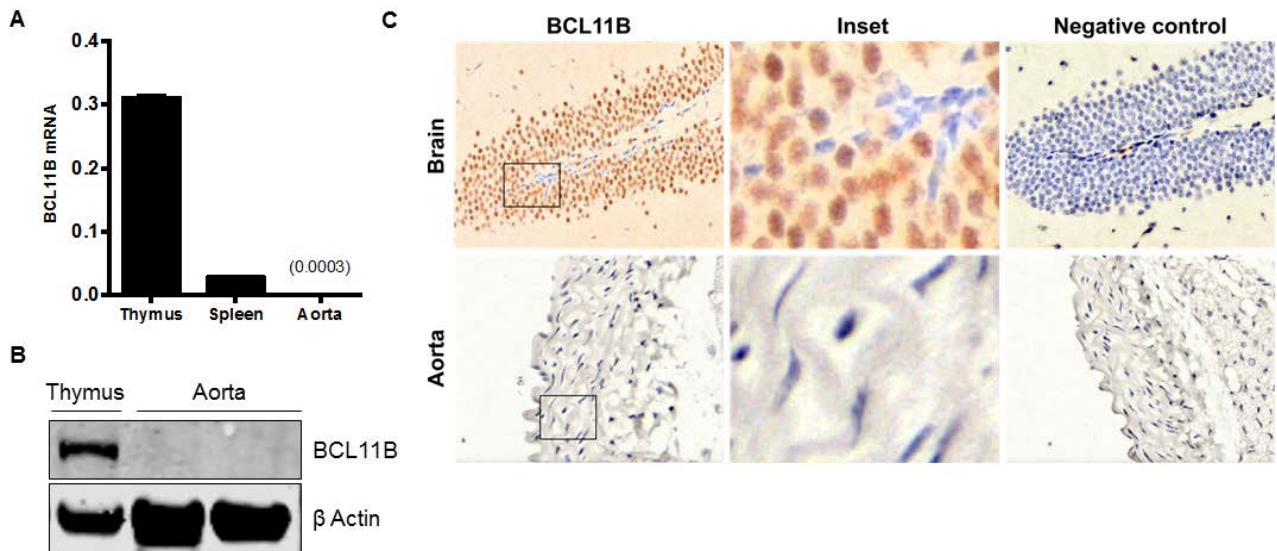 A
BCL11B mRNA
0.4
0.3
0.2
0.1
0.0
(0.0003)
Thymus Spleen Aorta
B
Thymus Aorta
BCL11B
β Actin
C
BCL11B Inset Negative control
Brain
Aorta